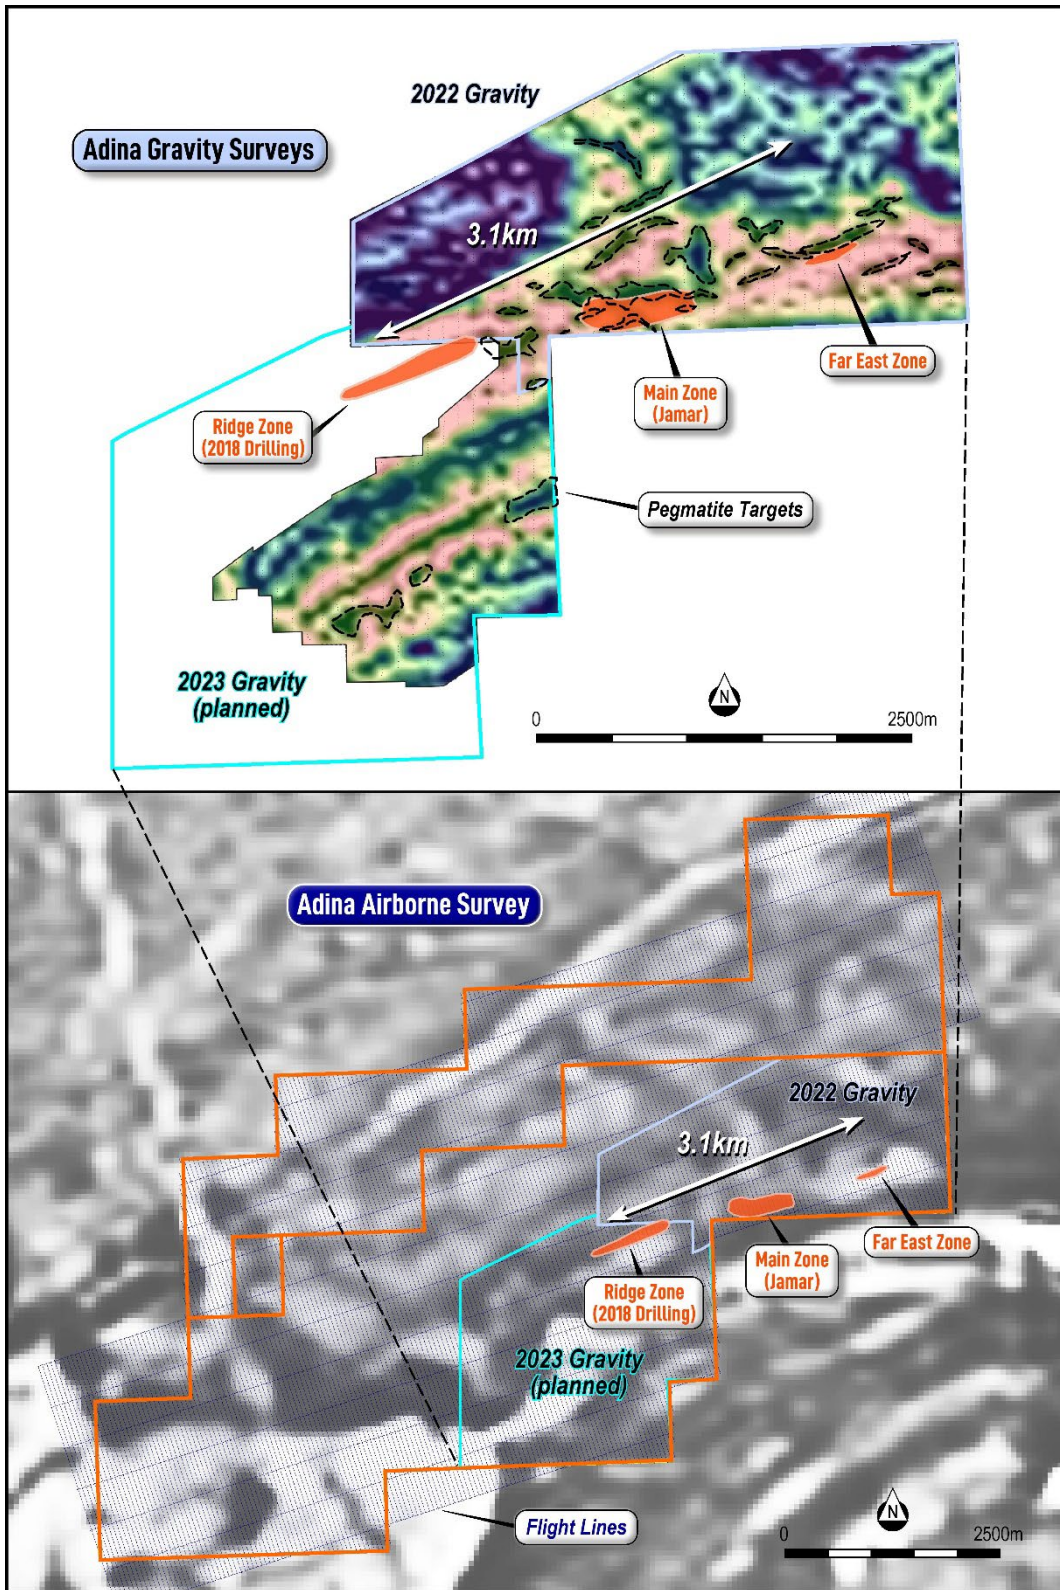 2022 Gravity
Adina Gravity Surveys
3.1km
Far East Zone
Main Zone
(Jamar)
Ridge Zone
(2018 Drilling)
Pegmatite Targets
2023 Gravity
(planned)
N
0
2500m
Adina Airborne Survey
2022 Gravity
3.1km
Far East Zone
Main Zone
(Jamar)
Ridge Zone
(2018 Drilling)
2023 Gravity
(planned)
Flight Lines
N
0
2500m